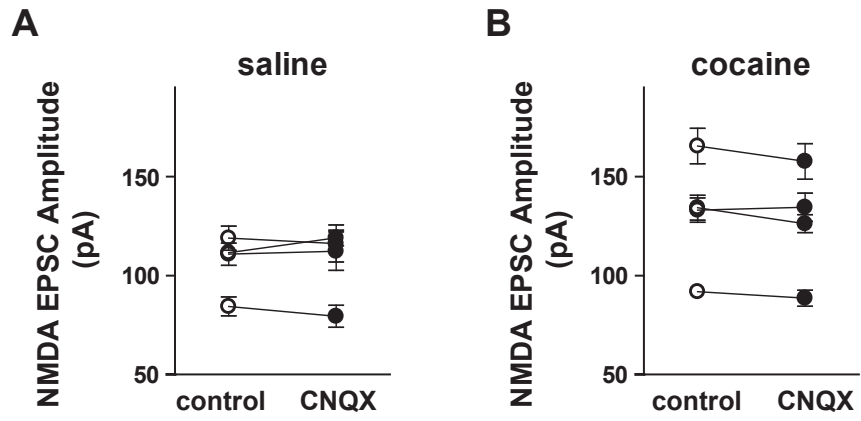 A
saline
NMDA EPSC Amplitude
(pA)
150
100
50
control CNQX
B
cocaine
NMDA EPSC Amplitude
(pA)
150
100
50
control CNQX